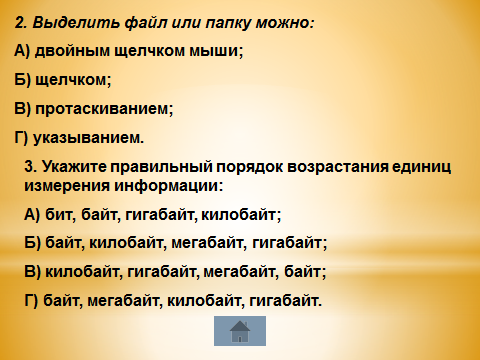 2. Выделить файл или папку можно:
А) двойным щелчком мыши;
Б) щелчком;
В) протаскиванием;
Г) указыванием.
3. Укажите правильный порядок возрастания единиц
измерения информации:
А) бит, байт, гигабайт, килобайт;
Б) байт, килобайт, мегабайт, гигабайт;
В) килобайт, гигабайт, мегабайт, байт;
Г) байт, мегабайт, килобайт, гигабайт.